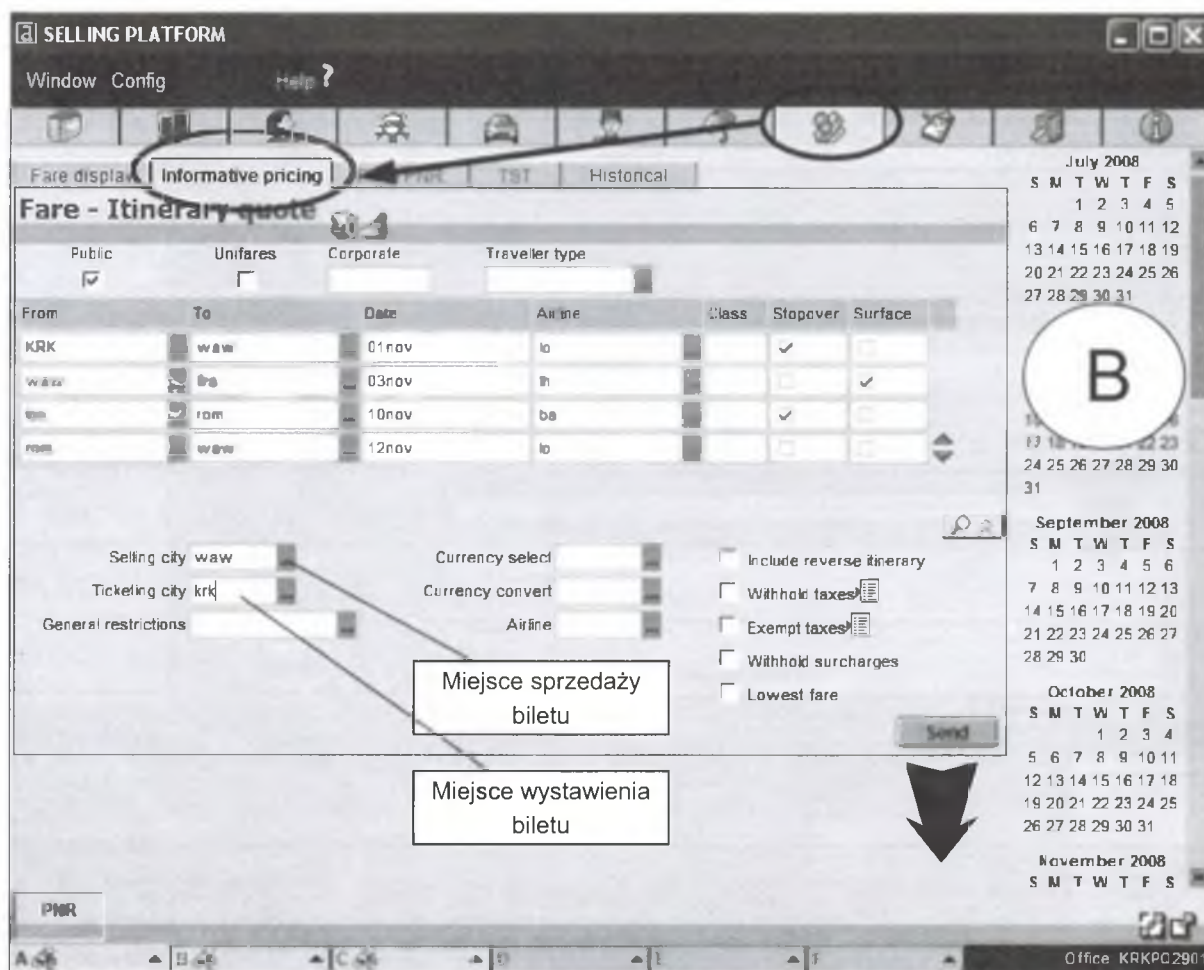 a SELLING PLATFORM
Window Config Help ?
Fare display Informative pricing PNR TST Historical
Fare - Itinerary quote
Public Unifares Corporate Traveller type
From To Date Airline Class Stopover Surface
KRK waw 01nov lo
waw fra 03nov lh
rom 10nov ba
rom waw 12nov lo
Selling city waw Currency select Include reverse itinerary
Ticketing city krk Currency convert Withhold taxes
General restrictions Airline Exempt taxes
Withhold surcharges
Lowest fare
Send
Miejsce sprzedaży
biletu
Miejsce wystawienia
biletu
July 2008
S M T W T F S
1 2 3 4 5
6 7 8 9 10 11 12
13 14 15 16 17 18 19
20 21 22 23 24 25 26
27 28 29 30 31
B
22 23
24 25 26 27 28 29 30
31
September 2008
S M T W T F S
1 2 3 4 5 6
7 8 9 10 11 12 13
14 15 16 17 18 19 20
21 22 23 24 25 26 27
28 29 30
October 2008
S M T W T F S
1 2 3 4
5 6 7 8 9 10 11
12 13 14 15 16 17 18
19 20 21 22 23 24 25
26 27 28 29 30 31
November 2008
S M T W T F S
PNR
A B C D E F
Office KRKPO290